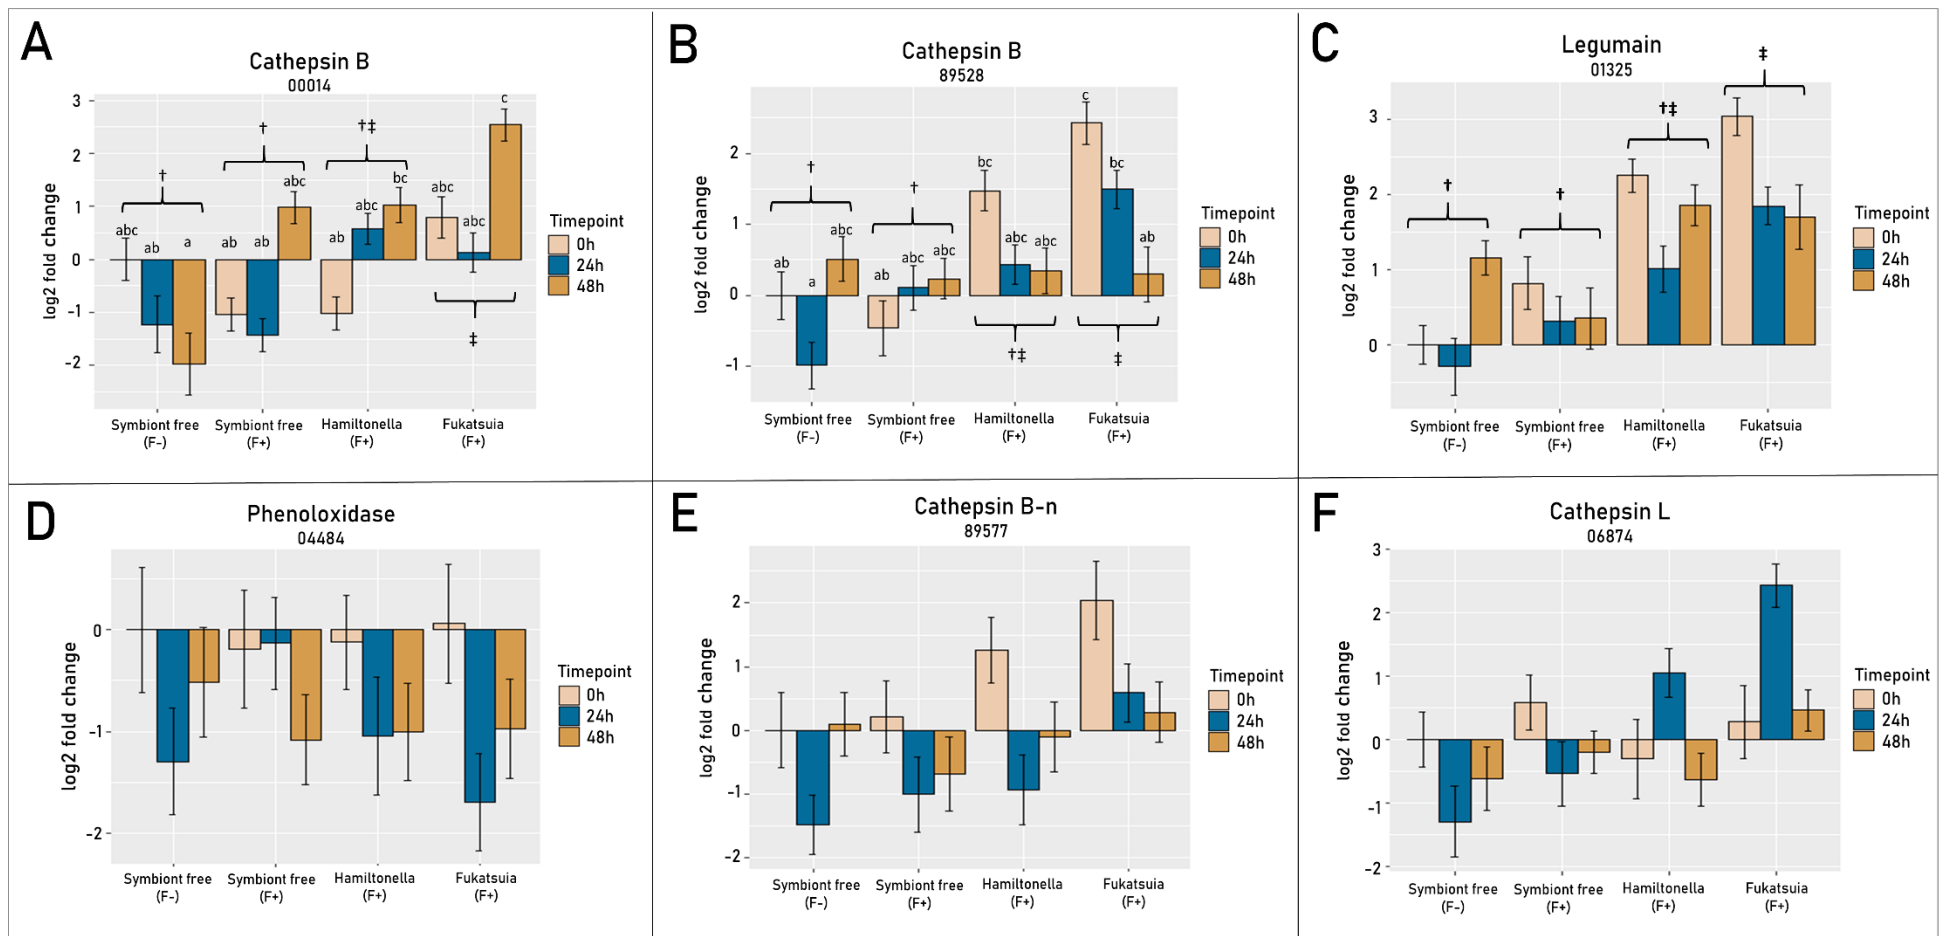 A
Cathepsin B
00014
log2 fold change
3
2
1
0
-1
-2
†
†
†‡
‡
abc
ab
a
ab
ab
abc
ab
bc
abc
abc
c
Symbiont free
(F-)
Symbiont free
(F+)
Hamiltonella
(F+)
Fukatsuia
(F+)
Timepoint
0h
24h
48h
B
Cathepsin B
89528
log2 fold change
2
1
0
-1
†
†
†‡
‡
ab
a
abc
ab
abc
abc
bc
abc
abc
c
bc
ab
Symbiont free
(F-)
Symbiont free
(F+)
Hamiltonella
(F+)
Fukatsuia
(F+)
Timepoint
0h
24h
48h
C
Legumain
01325
log2 fold change
3
2
1
0
†
†
†‡
‡
Symbiont free
(F-)
Symbiont free
(F+)
Hamiltonella
(F+)
Fukatsuia
(F+)
Timepoint
0h
24h
48h
D
Phenoloxidase
04484
log2 fold change
0
-1
-2
Symbiont free
(F-)
Symbiont free
(F+)
Hamiltonella
(F+)
Fukatsuia
(F+)
Timepoint
0h
24h
48h
E
Cathepsin B-n
89577
log2 fold change
2
1
0
-1
-2
Symbiont free
(F-)
Symbiont free
(F+)
Hamiltonella
(F+)
Fukatsuia
(F+)
Timepoint
0h
24h
48h
F
Cathepsin L
06874
log2 fold change
3
2
1
0
-1
-2
Symbiont free
(F-)
Symbiont free
(F+)
Hamiltonella
(F+)
Fukatsuia
(F+)
Timepoint
0h
24h
48h